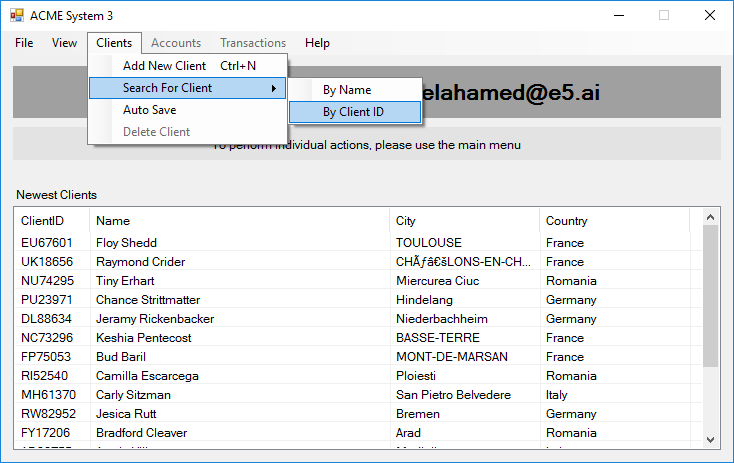 ACME System 3
File View Clients Accounts Transactions Help
Add New Client Ctrl+N
Search For Client
Auto Save
Delete Client
By Name
By Client ID
elahamed@e5.ai
To perform individual actions, please use the main menu
Newest Clients
ClientID Name City Country
EU67601 Floy Shedd TOULOUSE France
UK18656 Raymond Crider CHÃƒâ€šLONS-EN-CH... France
NU74295 Tiny Erhart Miercurea Ciuc Romania
PU23971 Chance Strittmatter Hindelang Germany
DL88634 Jeramy Rickenbacker Niederbachheim Germany
NC73296 Keshia Pentecost BASSE-TERRE France
FP75053 Bud Baril MONT-DE-MARSAN France
RI52540 Camilla Escarcega Ploiesti Romania
MH61370 Carly Sitzman San Pietro Belvedere Italy
RW82952 Jesica Rutt Bremen Germany
FY17206 Bradford Cleaver Arad Romania